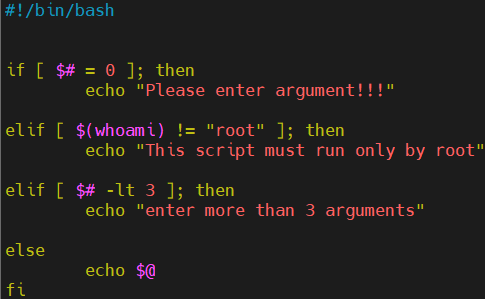 #!/bin/bash
if [ $# = 0 ]; then
        echo "Please enter argument!!!"
elif [ $(whoami) != "root" ]; then
        echo "This script must run only by root"
elif [ $# -lt 3 ]; then
        echo "enter more than 3 arguments"
else
        echo $@
fi